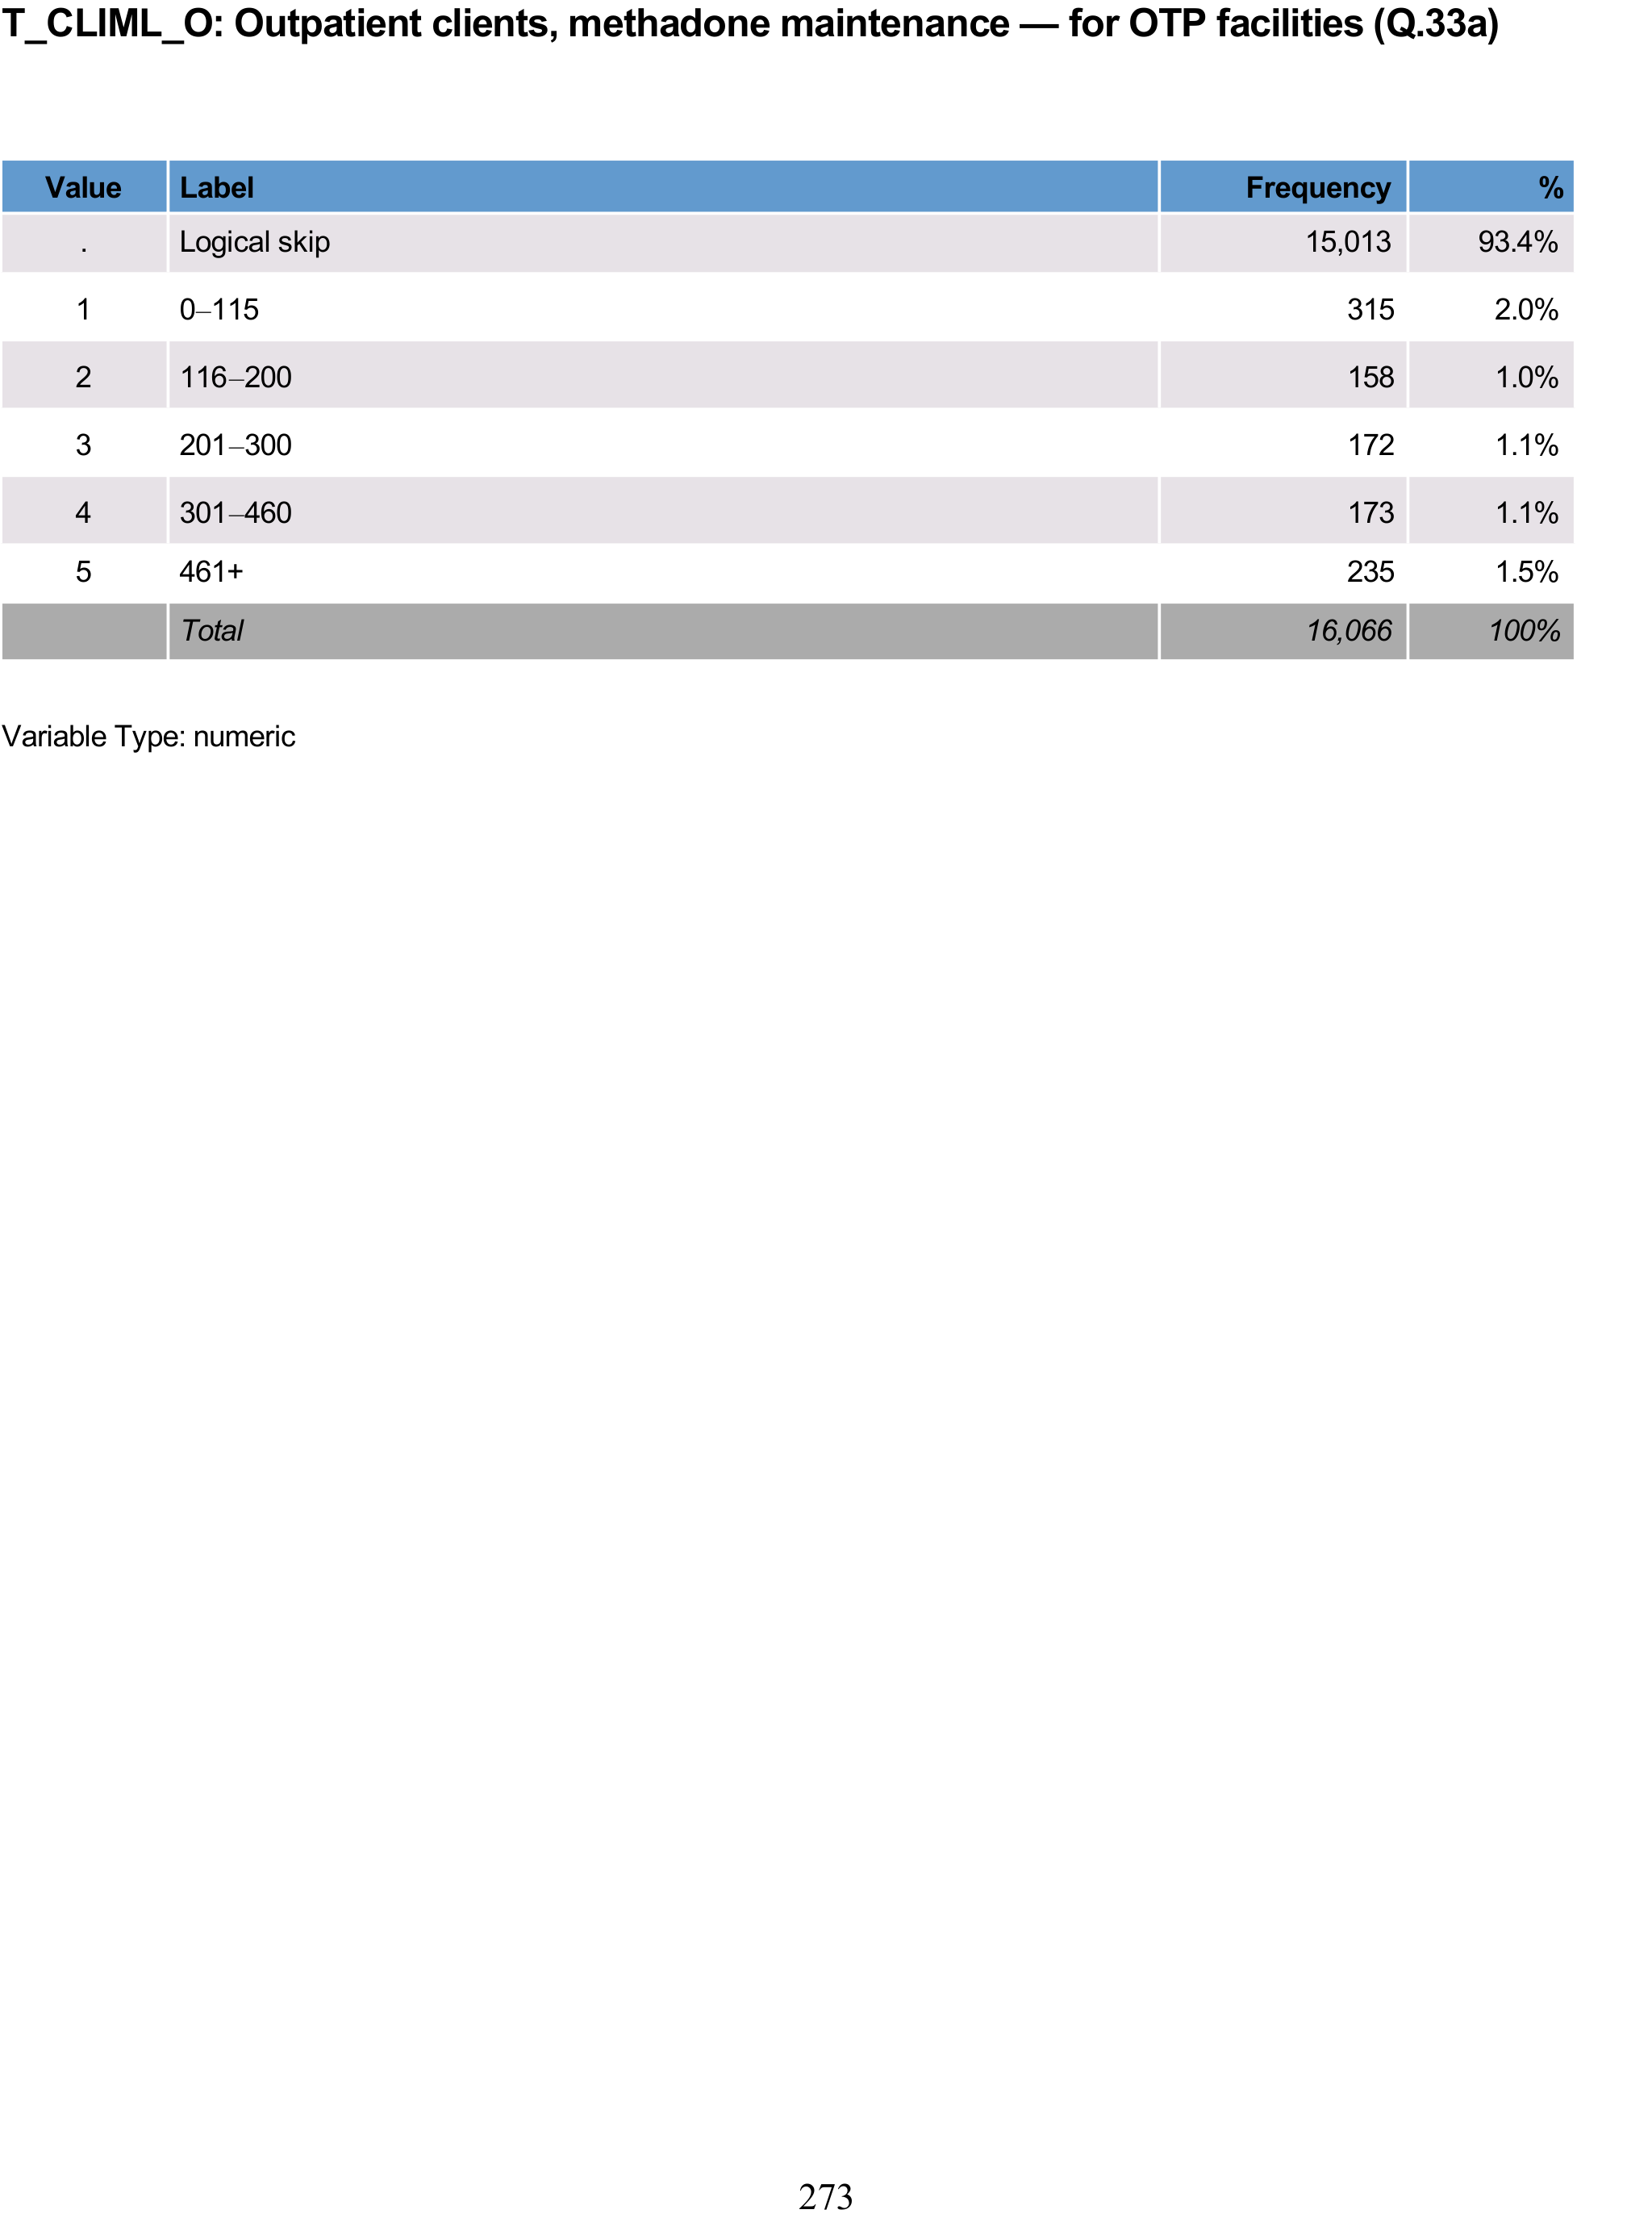 T_CLIML_O: Outpatient clients, methadone maintenance — for OTP facilities (Q.33a)
Value Label Frequency %
. Logical skip 15,013 93.4%
1 0–115 315 2.0%
2 116–200 158 1.0%
3 201–300 172 1.1%
4 301–460 173 1.1%
5 461+ 235 1.5%
Total 16,066 100%
Variable Type: numeric
273